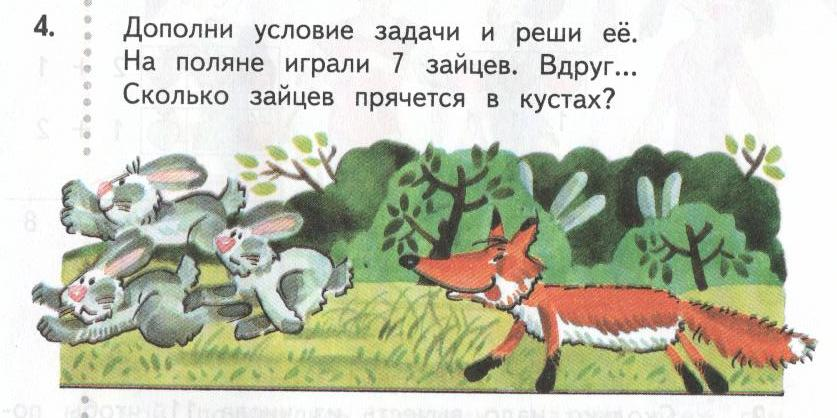 4. Дополни условие задачи и реши её.
На поляне играли 7 зайцев. Вдруг...
Сколько зайцев прячется в кустах?